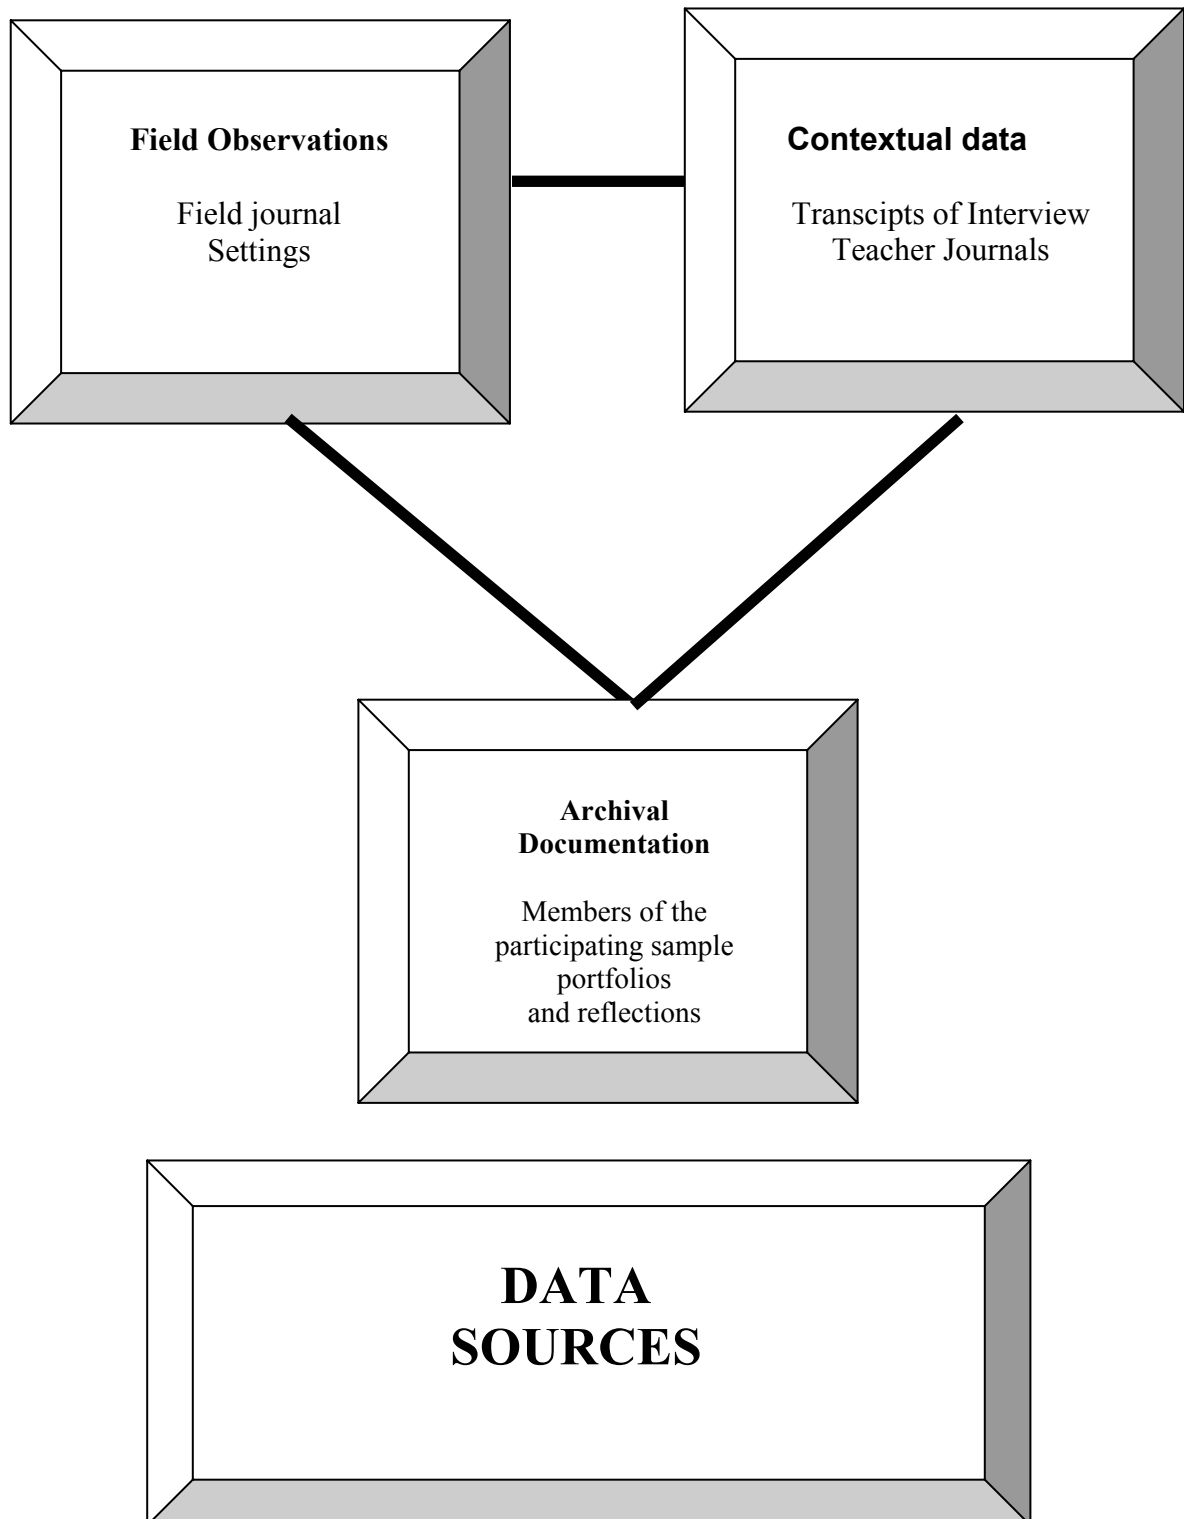 Field Observations
Field journal
Settings
Contextual data
Transcipts of Interview
Teacher Journals
Archival
Documentation
Members of the
participating sample
portfolios
and reflections
DATA
SOURCES